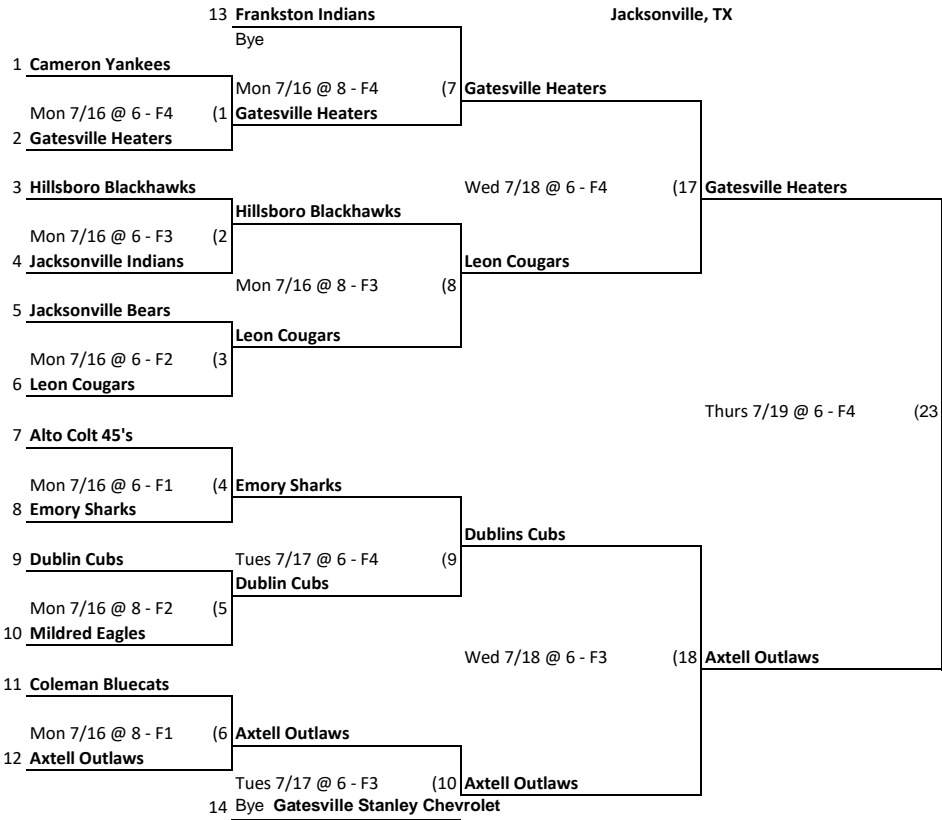 13 Frankston Indians Jacksonville, TX
Bye
1 Cameron Yankees
Mon 7/16 @ 8 - F4 (7 Gatesville Heaters
Mon 7/16 @ 6 - F4 (1 Gatesville Heaters
2 Gatesville Heaters
3 Hillsboro Blackhawks Wed 7/18 @ 6 - F4 (17 Gatesville Heaters
Hillsboro Blackhawks
Mon 7/16 @ 6 - F3 (2
4 Jacksonville Indians Leon Cougars
Mon 7/16 @ 8 - F3 (8
5 Jacksonville Bears
Leon Cougars
Mon 7/16 @ 6 - F2 (3
6 Leon Cougars
Thurs 7/19 @ 6 - F4 (23
7 Alto Colt 45's
Mon 7/16 @ 6 - F1 (4 Emory Sharks
8 Emory Sharks
Dublins Cubs
9 Dublin Cubs Tues 7/17 @ 6 - F4 (9
Dublin Cubs
Mon 7/16 @ 8 - F2 (5
10 Mildred Eagles
Wed 7/18 @ 6 - F3 (18 Axtell Outlaws
11 Coleman Bluecats
Mon 7/16 @ 8 - F1 (6 Axtell Outlaws
12 Axtell Outlaws
Tues 7/17 @ 6 - F3 (10 Axtell Outlaws
14 Bye Gatesville Stanley Chevrolet